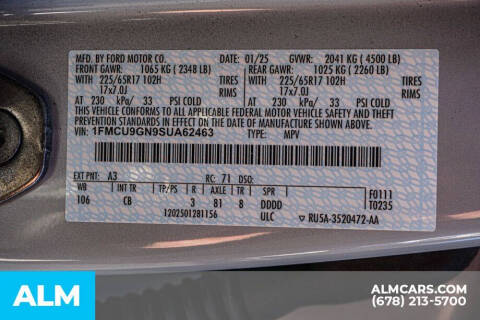 MFD. BY FORD MOTOR CO. 01/25 GVWR: 2041 KG ( 4500 LB)
FRONT GAWR: 1065 KG ( 2348 LB) REAR GAWR: 1025 KG ( 2260 LB)
WITH 225/65R17 102H TIRES WITH 225/65R17 102H TIRES
17x7.0J RIMS 17x7.0J RIMS
AT 230 kPa/ 33 PSI COLD AT 230 kPa/ 33 PSI COLD
THIS VEHICLE CONFORMS TO ALL APPLICABLE FEDERAL MOTOR VEHICLE SAFETY AND THEFT
PREVENTION STANDARDS IN EFFECT ON THE DATE OF MANUFACTURE SHOWN ABOVE.
VIN: 1FMCU9GN9SUA62463 TYPE: MPV
EXT PNT: A3 RC: 71 DSO:
WB INT TR TP/PS R AXLE TR SPR F0111
106 CB 3 81 8 DDDD T0235
1202501281156 ULC RU5A-3520472-AA
ALM
ALMCARS.COM
(678) 213-5700